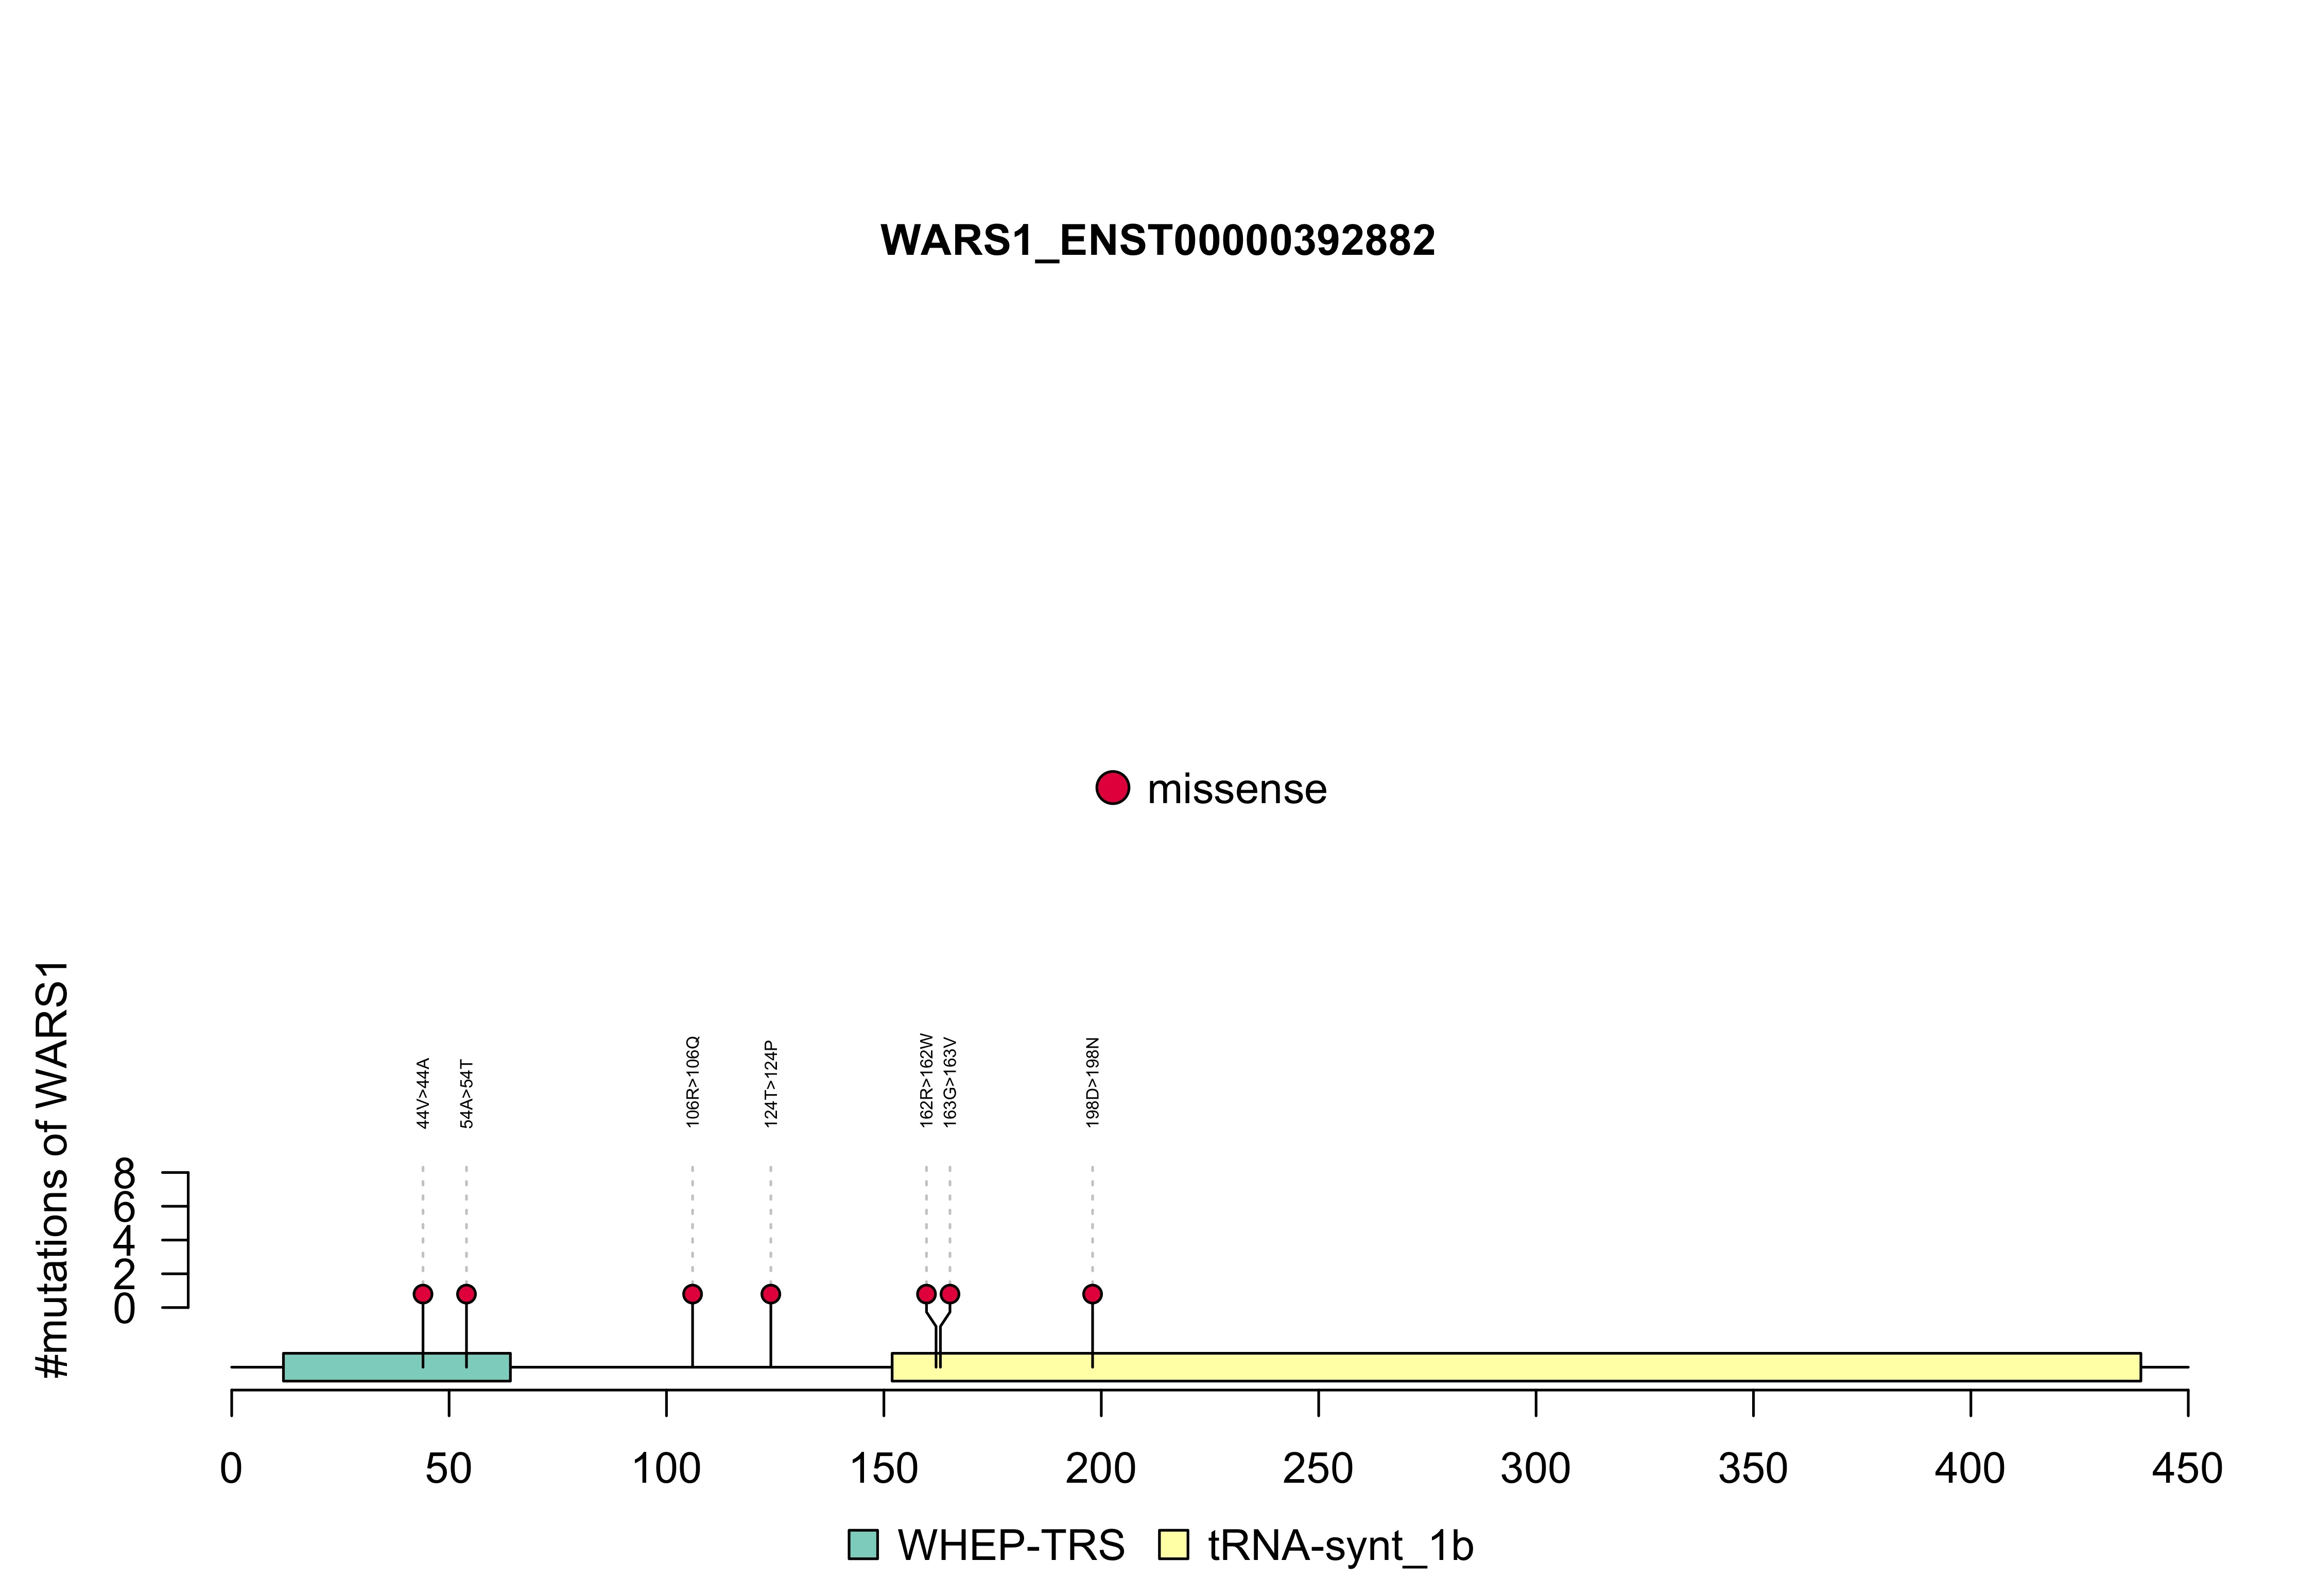 WARS1_ENST00000392882
missense
#mutations of WARS1
44V>44A
54A>54T
106R>106Q
124T>124P
162R>162W
163G>163V
198D>198N
8
6
4
2
0
0 50 100 150 200 250 300 350 400 450
WHEP-TRS tRNA-synt_1b